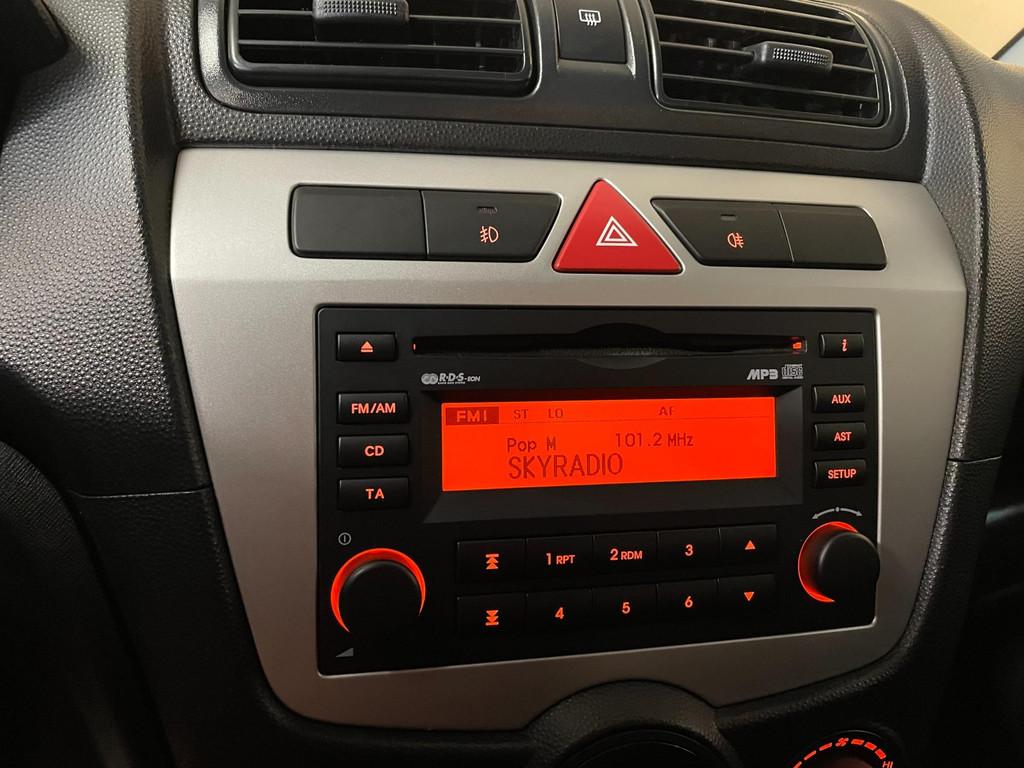 i
R·D·S-EON
MP3
FM/AM
FM1 ST LO AF
AUX
Pop M 101.2 MHz
CD
SKYRADIO
AST
TA
SETUP
1 RPT
2 RDM
3
4
5
6
HI